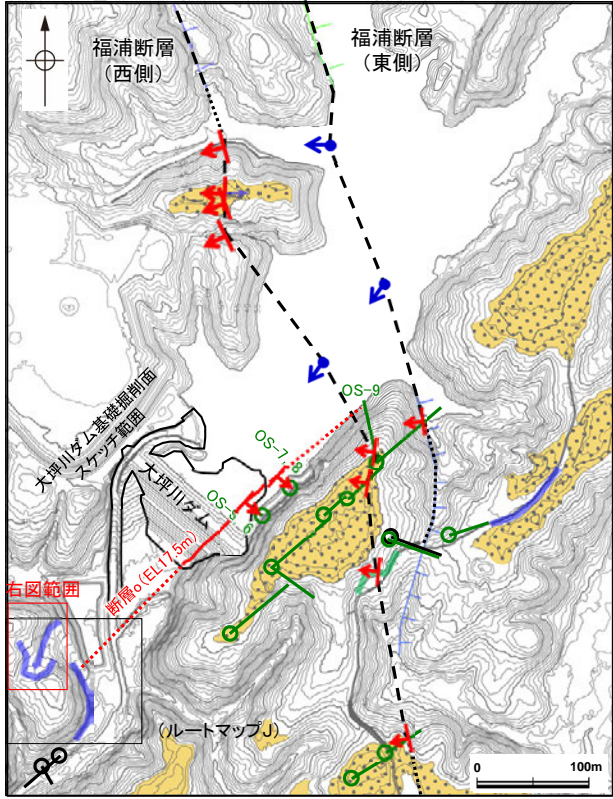 福浦断層
（西側）
福浦断層
（東側）
OS-9
大坪川ダム基礎掘削面
スケッチ範囲
OS-7,8
大坪川ダム
OS-5,6
断層o(EL17.5m)
右図範囲
（ルートマップJ）
0
100m